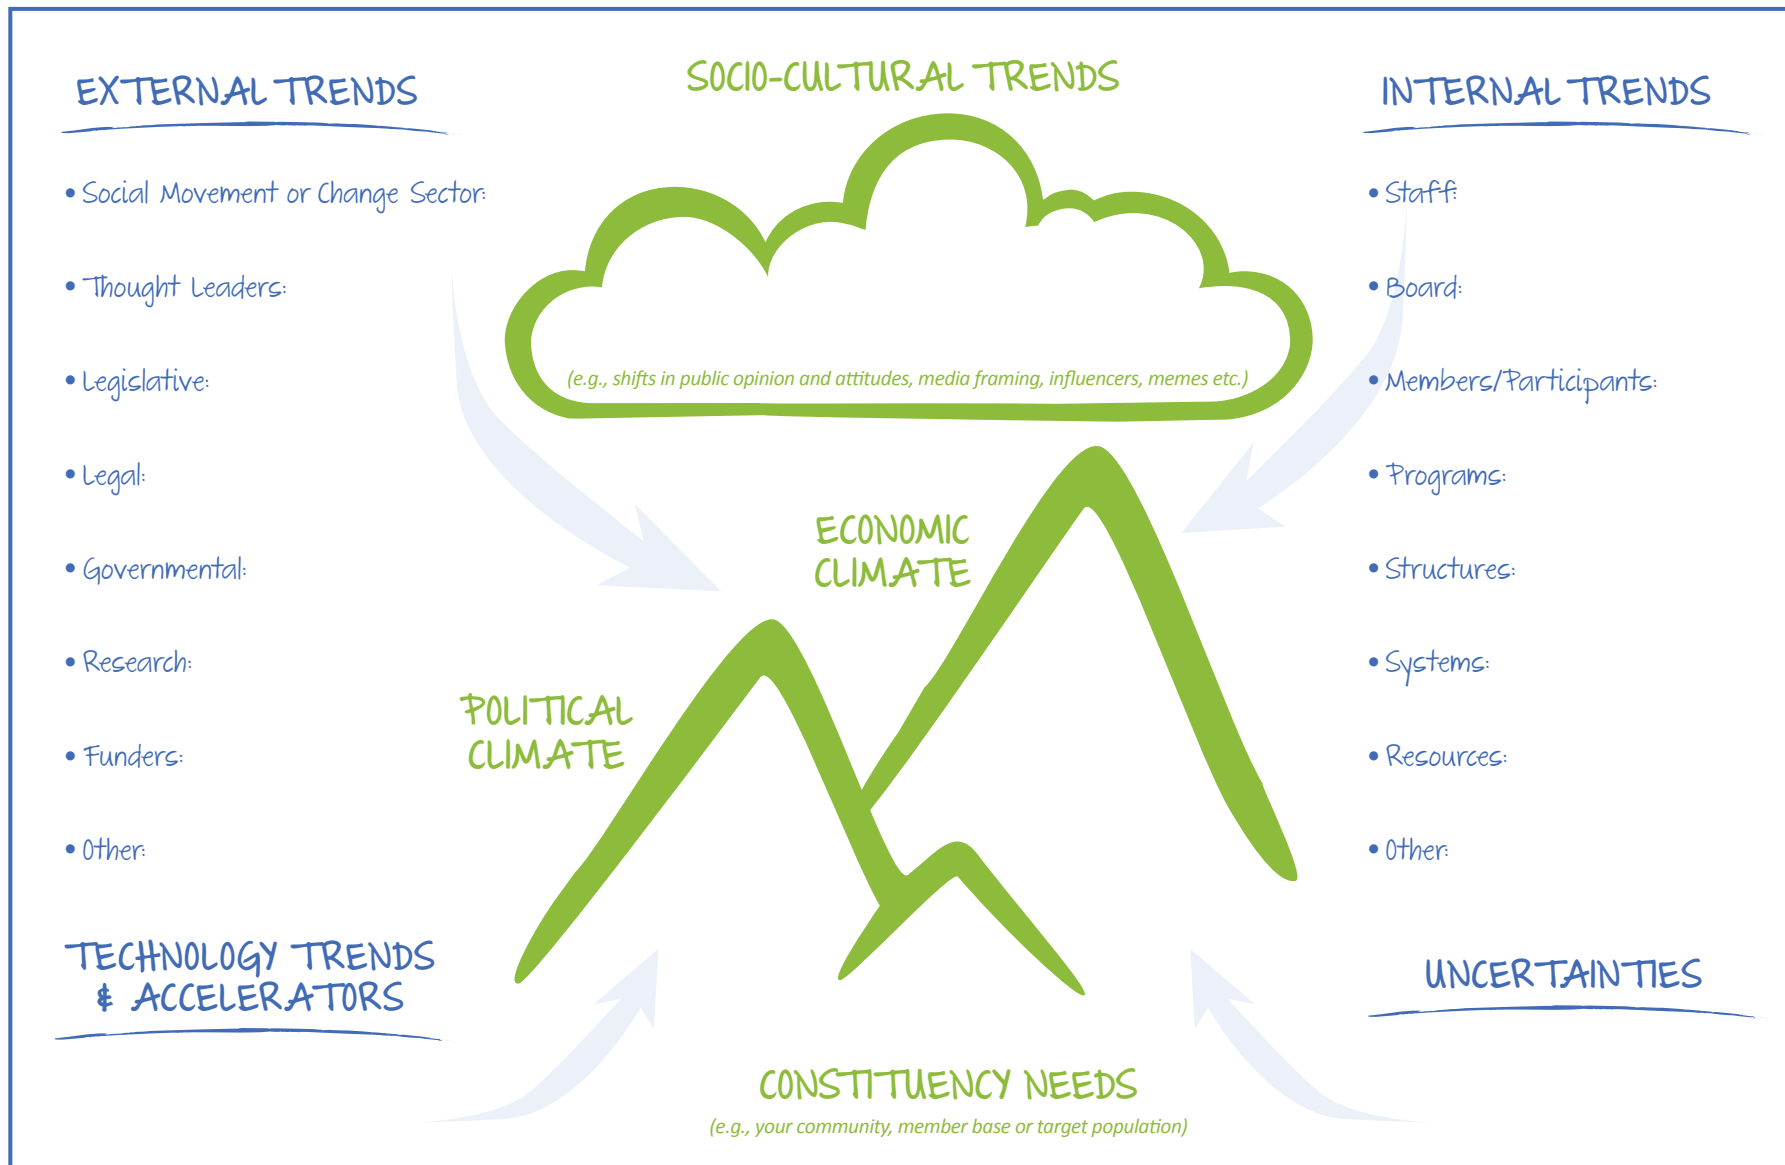 EXTERNAL TRENDS
• Social Movement or Change Sector:
• Thought Leaders:
• Legislative:
• Legal:
• Governmental:
• Research:
• Funders:
• Other:
TECHNOLOGY TRENDS
& ACCELERATORS
SOCIO-CULTURAL TRENDS
(e.g., shifts in public opinion and attitudes, media framing, influencers, memes etc.)
ECONOMIC
CLIMATE
POLITICAL
CLIMATE
CONSTITUENCY NEEDS
(e.g., your community, member base or target population)
INTERNAL TRENDS
• Staff:
• Board:
• Members/Participants:
• Programs:
• Structures:
• Systems:
• Resources:
• Other:
UNCERTAINTIES